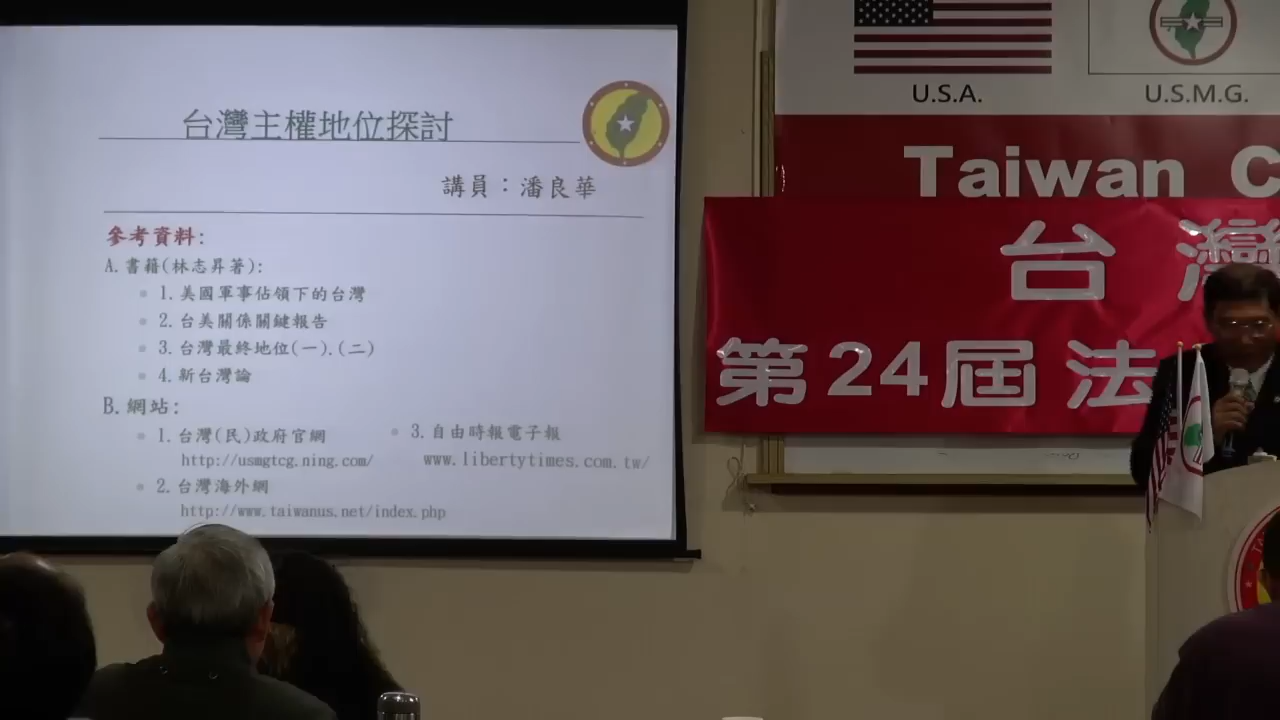 台灣主權地位探討
講員：潘良華
參考資料:
A.書籍(林志昇著):
1.美國軍事佔領下的台灣
2.台美關係關鍵報告
3.台灣最終地位(一).(二)
4.新台灣論
B.網站:
1.台灣(民)政府官網
http://usmgtcg.ning.com/
3.自由時報電子報
www.libertytimes.com.tw/
2.台灣海外網
http://www.taiwanus.net/index.php
U.S.A.
U.S.M.G.
Taiwan C
台灣
第24屆法